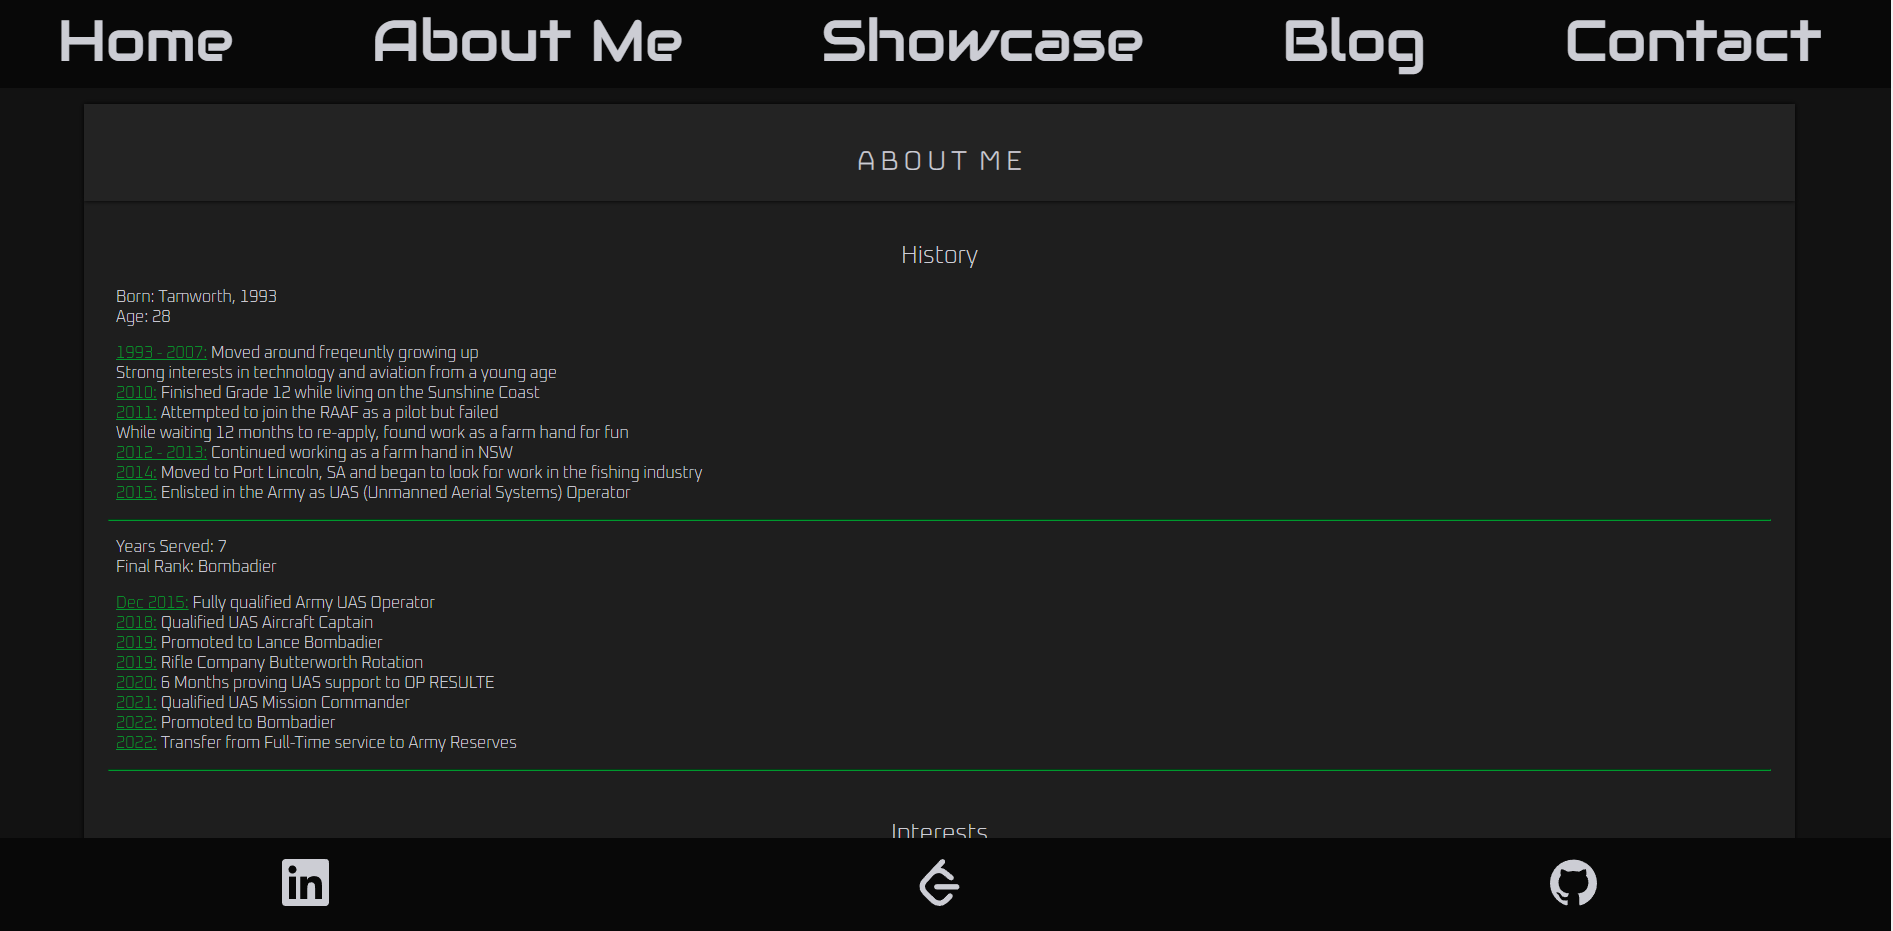 Home About Me Showcase Blog Contact
ABOUT ME
History
Born: Tamworth, 1993
Age: 28
1993 - 2007: Moved around freqeuntly growing up
Strong interests in technology and aviation from a young age
2010: Finished Grade 12 while living on the Sunshine Coast
2011: Attempted to join the RAAF as a pilot but failed
While waiting 12 months to re-apply, found work as a farm hand for fun
2012 - 2013: Continued working as a farm hand in NSW
2014: Moved to Port Lincoln, SA and began to look for work in the fishing industry
2015: Enlisted in the Army as UAS (Unmanned Aerial Systems) Operator
Years Served: 7
Final Rank: Bombadier
Dec 2015: Fully qualified Army UAS Operator
2018: Qualified UAS Aircraft Captain
2019: Promoted to Lance Bombadier
2019: Rifle Company Butterworth Rotation
2020: 6 Months proving UAS support to OP RESULTE
2021: Qualified UAS Mission Commander
2022: Promoted to Bombadier
2022: Transfer from Full-Time service to Army Reserves
Interests
in